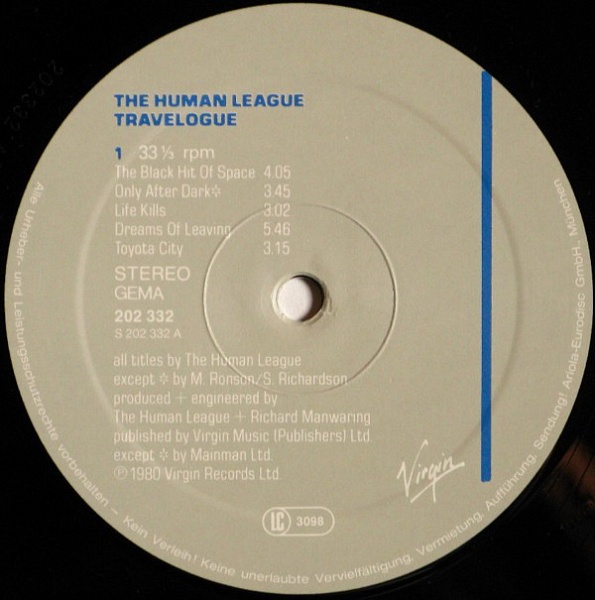 THE HUMAN LEAGUE
TRAVELOGUE
1 33⅓ rpm
The Black Hit Of Space 4.05
Only After Dark✢ 3.45
Life Kills 3.02
Dreams Of Leaving 5.46
Toyota City 3.15
STEREO
GEMA
202 332
S 202 332 A
all titles by The Human League
except ✢ by M. Ronson/S. Richardson
produced + engineered by
The Human League + Richard Manwaring
published by Virgin Music (Publishers) Ltd
except ✢ by Mainman Ltd.
℗ 1980 Virgin Records Ltd.
Virgin
LC 3098
Alle Urheber- und Leistungsschutzrechte vorbehalten – Kein Verleih! Keine unerlaubte Vervielfältigung, Vermietung, Aufführung, Sendung! Ariola-Eurodisc GmbH., München